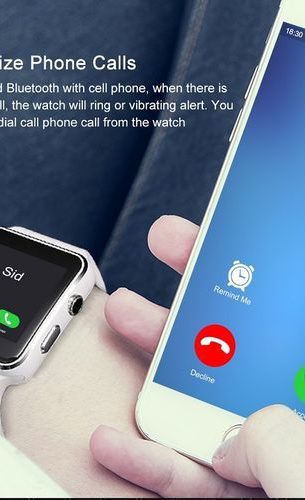 ize Phone Calls
d Bluetooth with cell phone, when there is
ll, the watch will ring or vibrating alert. You
dial call phone call from the watch
18:30
Sid
Remind Me
Decline
Acc